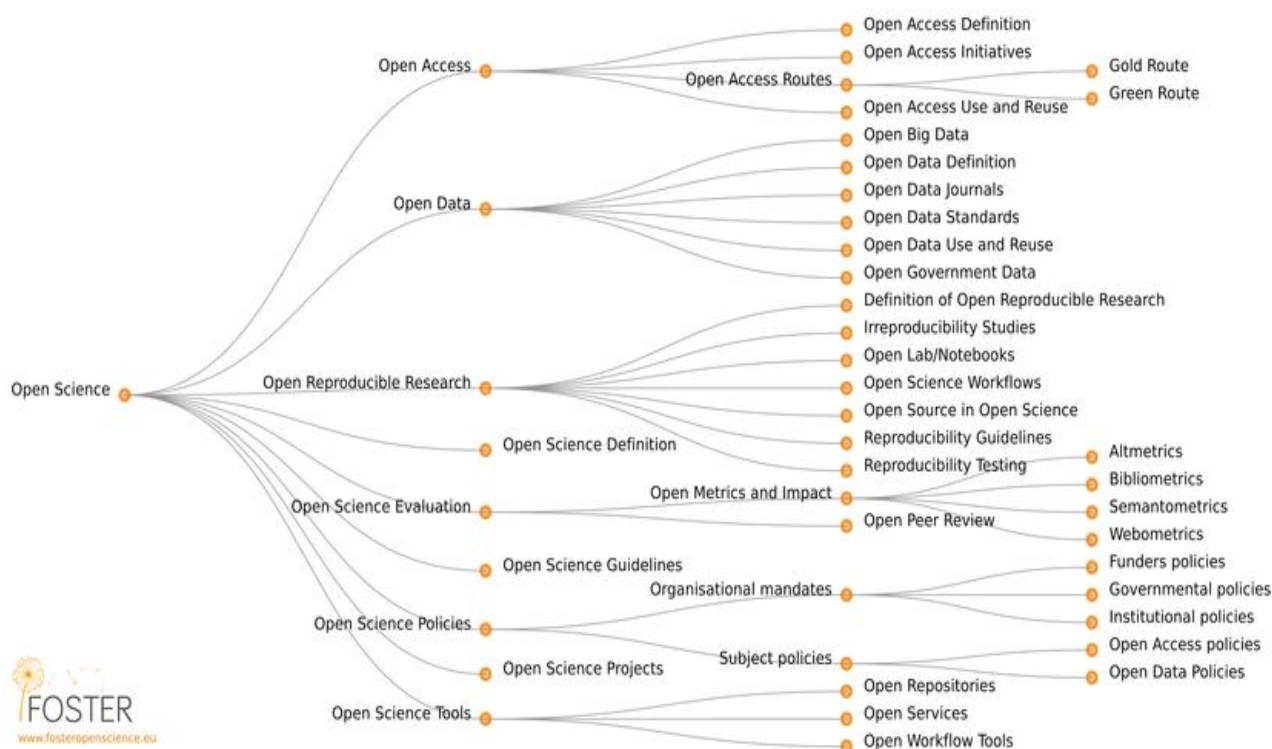 Open Science
Open Access
Open Access Definition
Open Access Initiatives
Open Access Routes
Gold Route
Green Route
Open Access Use and Reuse
Open Data
Open Big Data
Open Data Definition
Open Data Journals
Open Data Standards
Open Data Use and Reuse
Open Government Data
Open Reproducible Research
Definition of Open Reproducible Research
Irreproducibility Studies
Open Lab/Notebooks
Open Science Workflows
Open Source in Open Science
Reproducibility Guidelines
Reproducibility Testing
Open Science Definition
Open Science Evaluation
Open Metrics and Impact
Altmetrics
Bibliometrics
Semantometrics
Webometrics
Open Peer Review
Open Science Guidelines
Open Science Policies
Organisational mandates
Funders policies
Governmental policies
Institutional policies
Subject policies
Open Access policies
Open Data Policies
Open Science Projects
Open Science Tools
Open Repositories
Open Services
Open Workflow Tools
FOSTER
www.fosteropenscience.eu